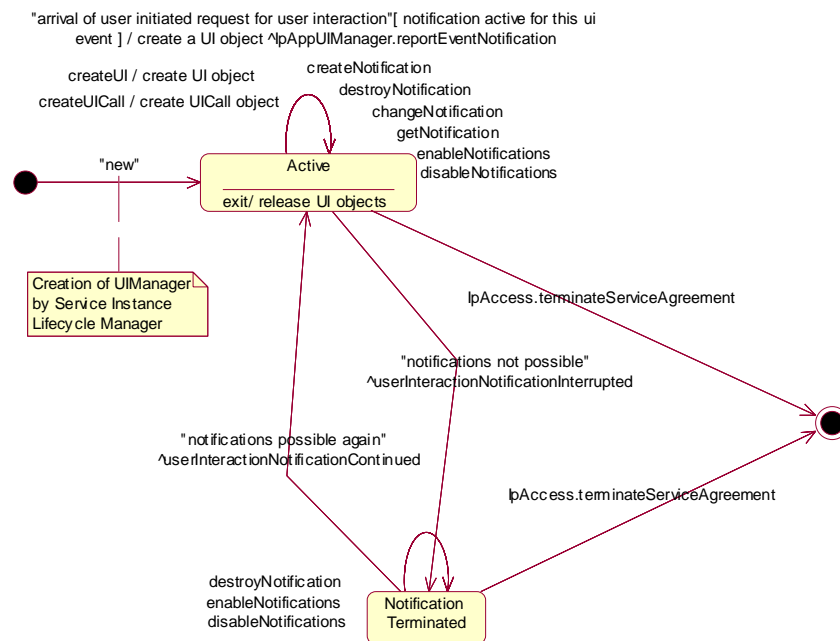 "arrival of user initiated request for user interaction"[ notification active for this ui
event ] / create a UI object ^IpAppUIManager.reportEventNotification
createUI / create UI object
createUICall / create UICall object
createNotification
destroyNotification
changeNotification
getNotification
enableNotifications
disableNotifications
"new"
Active
exit/ release UI objects
Creation of UIManager
by Service Instance
Lifecycle Manager
IpAccess.terminateServiceAgreement
"notifications not possible"
^userInteractionNotificationInterrupted
"notifications possible again"
^userInteractionNotificationContinued
IpAccess.terminateServiceAgreement
destroyNotification
enableNotifications
disableNotifications
Notification
Terminated